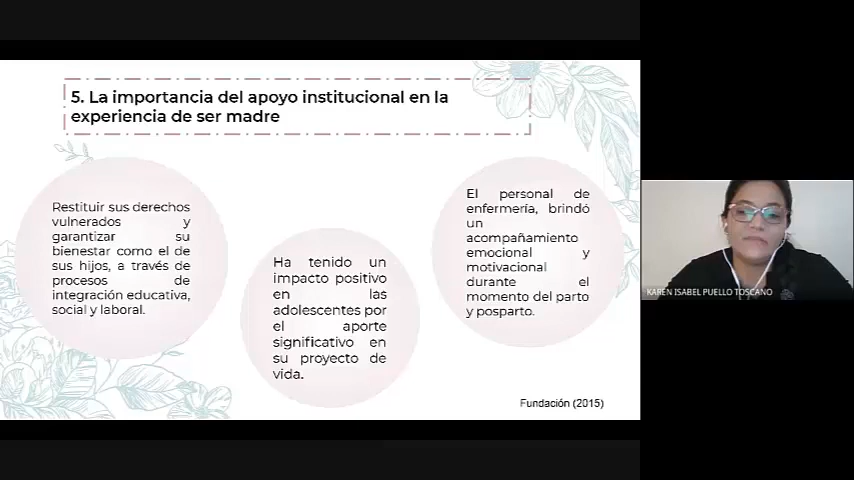 5. La importancia del apoyo institucional en la
experiencia de ser madre
Restituir sus derechos
vulnerados y
garantizar su
bienestar como el de
sus hijos, a través de
procesos de
integración educativa,
social y laboral.
Ha tenido un
impacto positivo
en las
adolescentes por
el aporte
significativo en
su proyecto de
vida.
El personal de
enfermería, brindó
un
acompañamiento
emocional y
motivacional
durante el
momento del parto
y posparto.
Fundación (2015)
KAREN ISABEL PUELLO TOSCANO